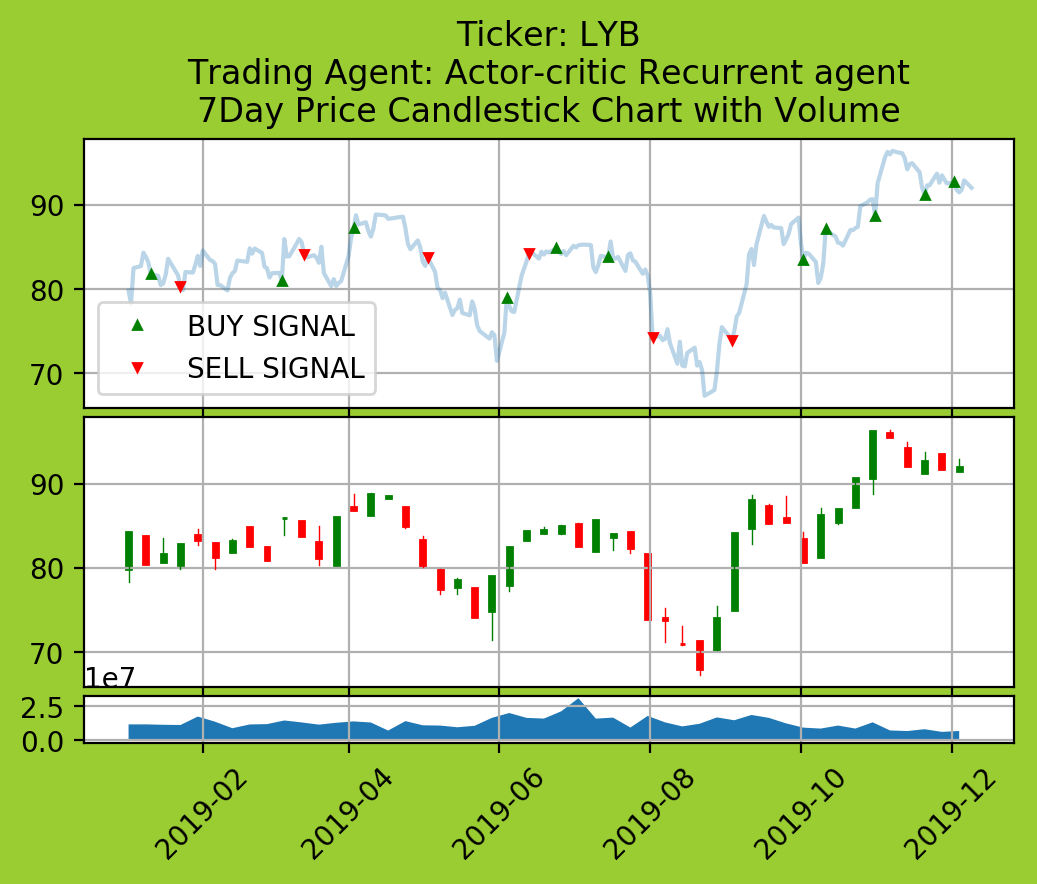 Ticker: LYB
Trading Agent: Actor-critic Recurrent agent
7Day Price Candlestick Chart with Volume
90
80
70
BUY SIGNAL
SELL SIGNAL
90
80
70
1e7
2.5
0.0
2019-02
2019-04
2019-06
2019-08
2019-10
2019-12